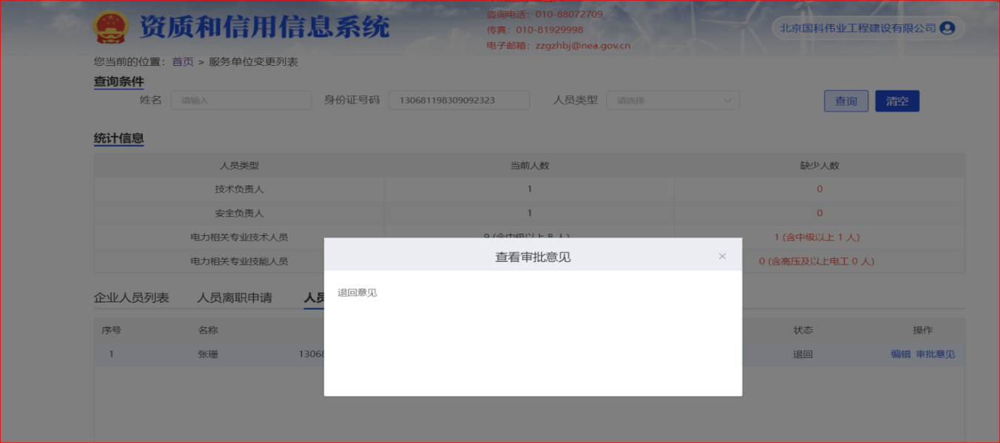 资质和信用信息系统
咨询电话：010-88072709
传真：010-81929998
电子邮箱：zzgzhbj@nea.gov.cn
北京国科伟业工程建设有限公司
您当前的位置：首页 > 服务单位变更列表
查询条件
姓名 请输入 身份证号码 130681198309092323 人员类型 请选择 查询 清空
统计信息
人员类型 当前人数 缺少人数
技术负责人 1 0
安全负责人 1 0
电力相关专业技术人员 9 (含中级以上 8 人) 1 (含中级以上 1 人)
电力相关专业技能人员 0 (含高压及以上电工 0 人)
查看审批意见
退回意见
企业人员列表 人员离职申请 人员
序号 名称 状态 操作
1 张珊 13068 退回 编辑 审批意见